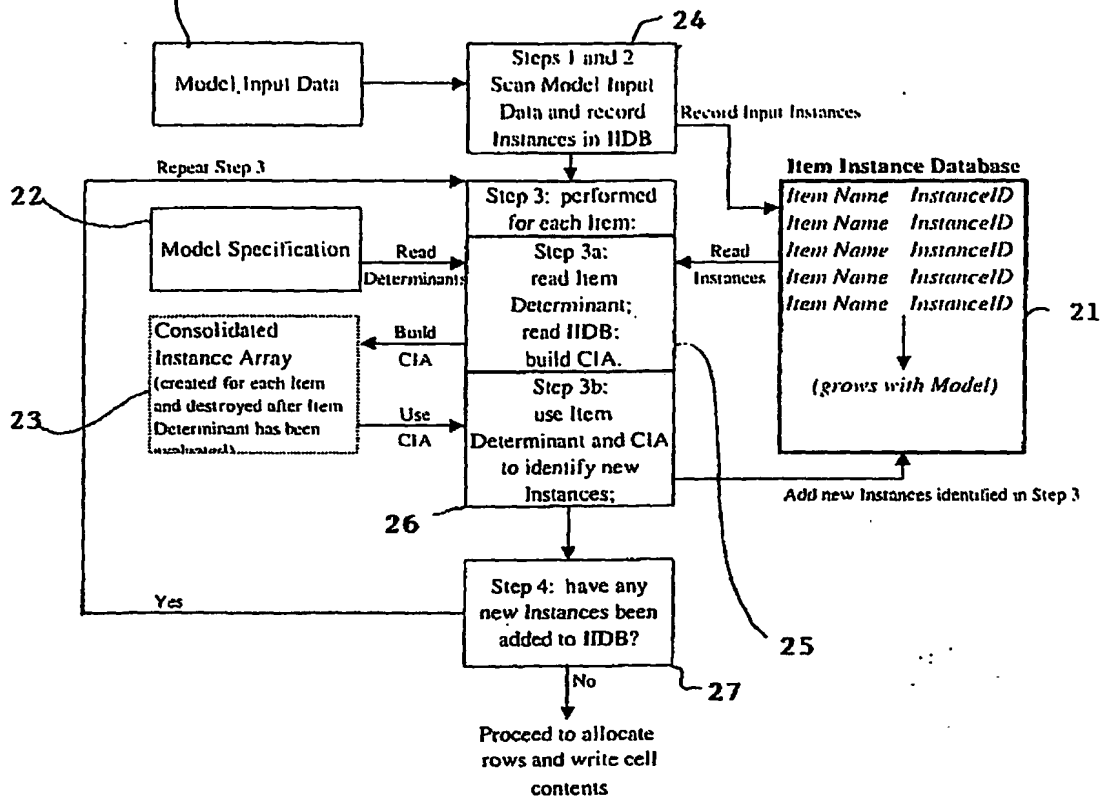 24
Model Input Data
Steps 1 and 2
Scan Model Input
Data and record
Instances in IIDB
Record Input Instances
Repeat Step 3
Item Instance Database
22
Model Specification
Read
Determinants
Step 3: performed
for each Item:
Step 3a:
read Item
Determinant;
read IIDB;
build CIA.
Read
Instances
Item Name InstanceID
Item Name InstanceID
Item Name InstanceID
Item Name InstanceID
Item Name InstanceID
(grows with Model)
21
23
Consolidated
Instance Array
(created for each Item
and destroyed after Item
Determinant has been
evaluated)
Build
CIA
Use
CIA
Step 3b:
use Item
Determinant and CIA
to identify new
Instances;
26
Add new Instances identified in Step 3
Yes
Step 4: have any
new Instances been
added to IIDB?
25
27
No
Proceed to allocate
rows and write cell
contents